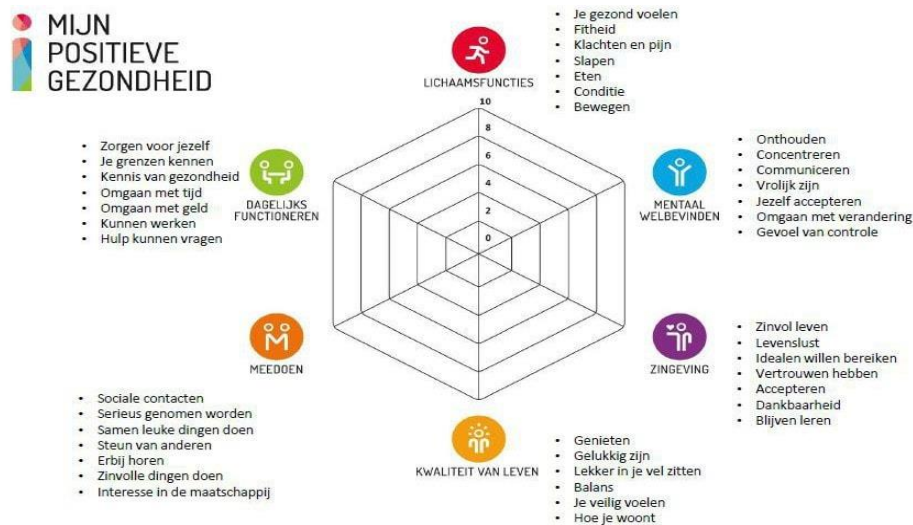 MIJN
POSITIEVE
GEZONDHEID
LICHAAMSFUNCTIES
• Je gezond voelen
• Fitheid
• Klachten en pijn
• Slapen
• Eten
• Conditie
• Bewegen
10
8
6
4
2
0
MENTAAL
WELBEVINDEN
• Onthouden
• Concentreren
• Communiceren
• Vrolijk zijn
• Jezelf accepteren
• Omgaan met verandering
• Gevoel van controle
ZINGEVING
• Zinvol leven
• Levenslust
• Idealen willen bereiken
• Vertrouwen hebben
• Accepteren
• Dankbaarheid
• Blijven leren
KWALITEIT VAN LEVEN
• Genieten
• Gelukkig zijn
• Lekker in je vel zitten
• Balans
• Je veilig voelen
• Hoe je woont
MEEDOEN
• Sociale contacten
• Serieus genomen worden
• Samen leuke dingen doen
• Steun van anderen
• Erbij horen
• Zinvolle dingen doen
• Interesse in de maatschappij
DAGELIJKS
FUNCTIONEREN
• Zorgen voor jezelf
• Je grenzen kennen
• Kennis van gezondheid
• Omgaan met tijd
• Omgaan met geld
• Kunnen werken
• Hulp kunnen vragen